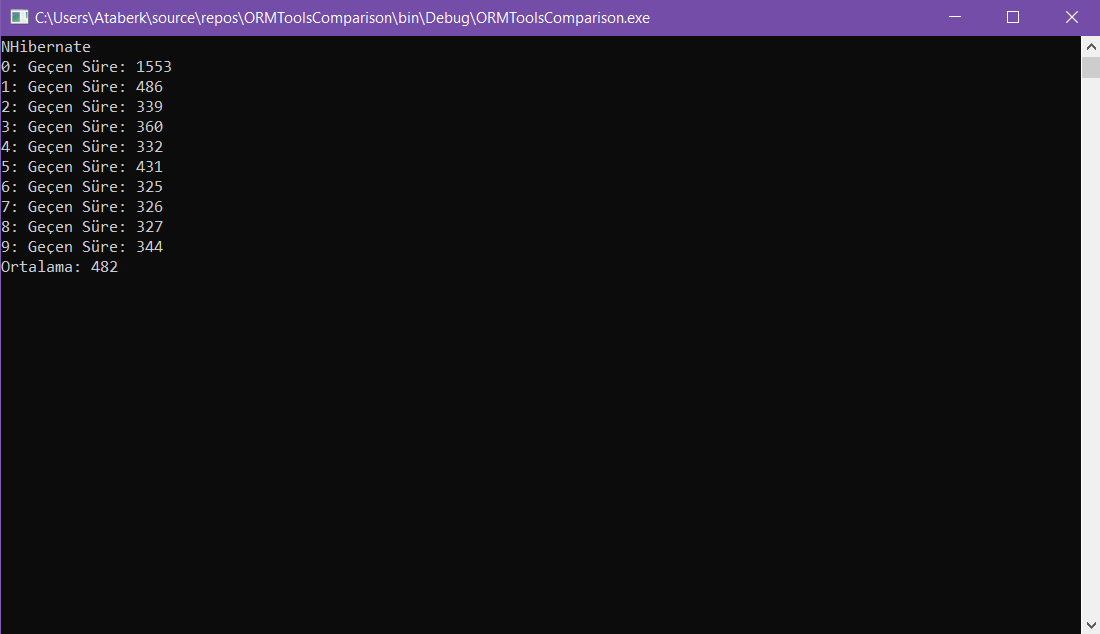 C:\Users\Ataberk\source\repos\ORMToolsComparison\bin\Debug\ORMToolsComparison.exe
NHibernate
0: Geçen Süre: 1553
1: Geçen Süre: 486
2: Geçen Süre: 339
3: Geçen Süre: 360
4: Geçen Süre: 332
5: Geçen Süre: 431
6: Geçen Süre: 325
7: Geçen Süre: 326
8: Geçen Süre: 327
9: Geçen Süre: 344
Ortalama: 482